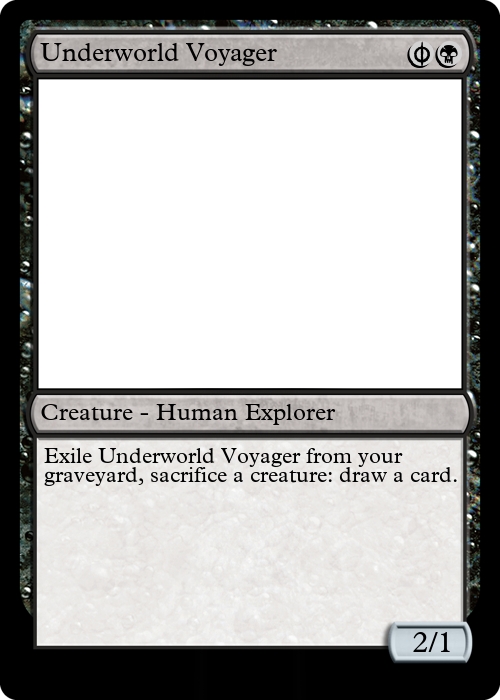 Underworld Voyager
Creature - Human Explorer
Exile Underworld Voyager from your
graveyard, sacrifice a creature: draw a card.
2/1